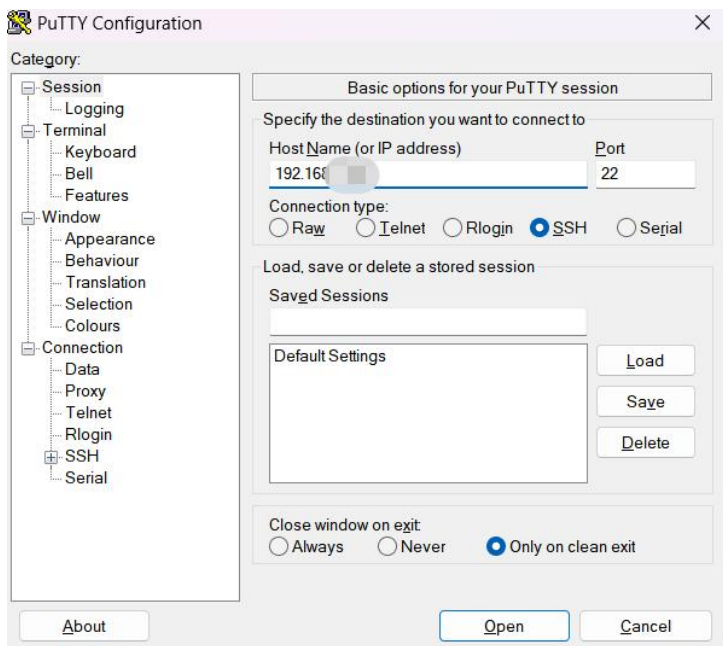 PuTTY Configuration
Category:
Session
Logging
Terminal
Keyboard
Bell
Features
Window
Appearance
Behaviour
Translation
Selection
Colours
Connection
Data
Proxy
Telnet
Rlogin
SSH
Serial
Basic options for your PuTTY session
Specify the destination you want to connect to
Host Name (or IP address) Port
192.168 22
Connection type:
Raw Telnet Rlogin SSH Serial
Load, save or delete a stored session
Saved Sessions
Default Settings
Load
Save
Delete
Close window on exit:
Always Never Only on clean exit
About Open Cancel